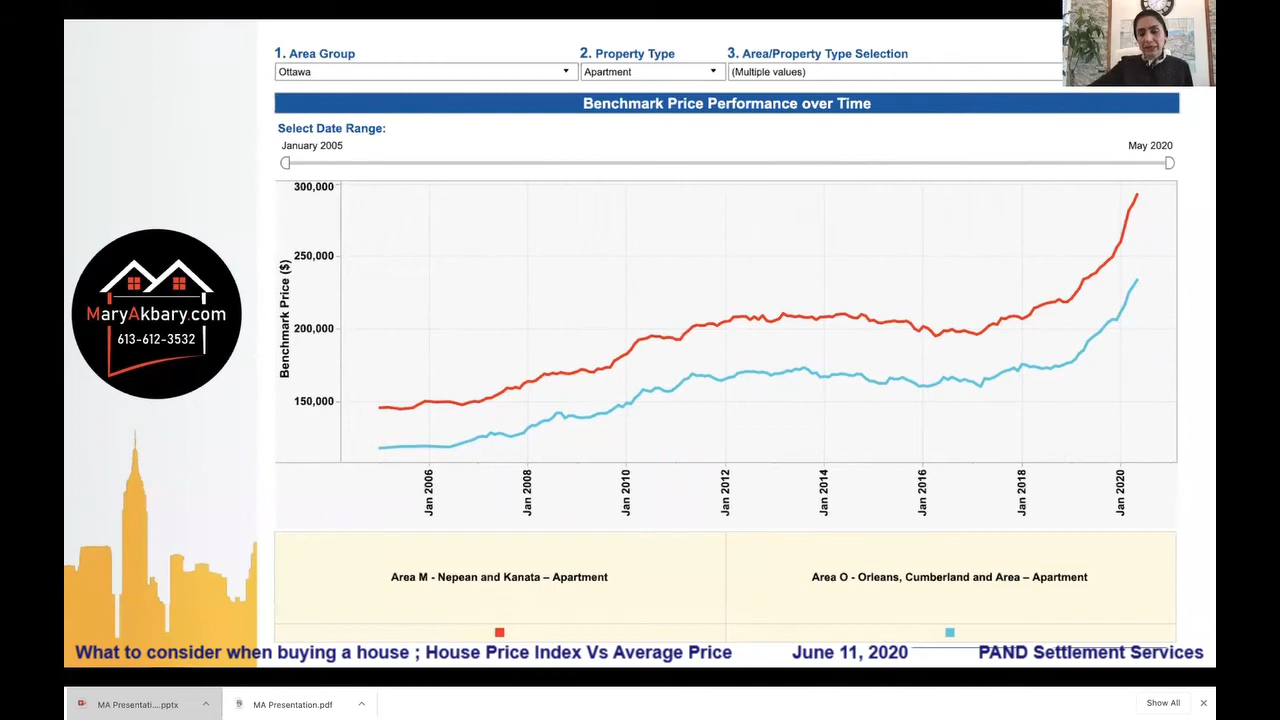 1. Area Group
2. Property Type
3. Area/Property Type Selection
Ottawa
Apartment
(Multiple values)
Benchmark Price Performance over Time
Select Date Range:
January 2005
May 2020
300,000
250,000
200,000
150,000
Benchmark Price ($)
Jan 2006
Jan 2008
Jan 2010
Jan 2012
Jan 2014
Jan 2016
Jan 2018
Jan 2020
MaryAkbary.com
613-612-3532
Area M - Nepean and Kanata – Apartment
Area O - Orleans, Cumberland and Area – Apartment
What to consider when buying a house ; House Price Index Vs Average Price
June 11, 2020
PAND Settlement Services
MA Presentati....pptx
MA Presentation.pdf
Show All